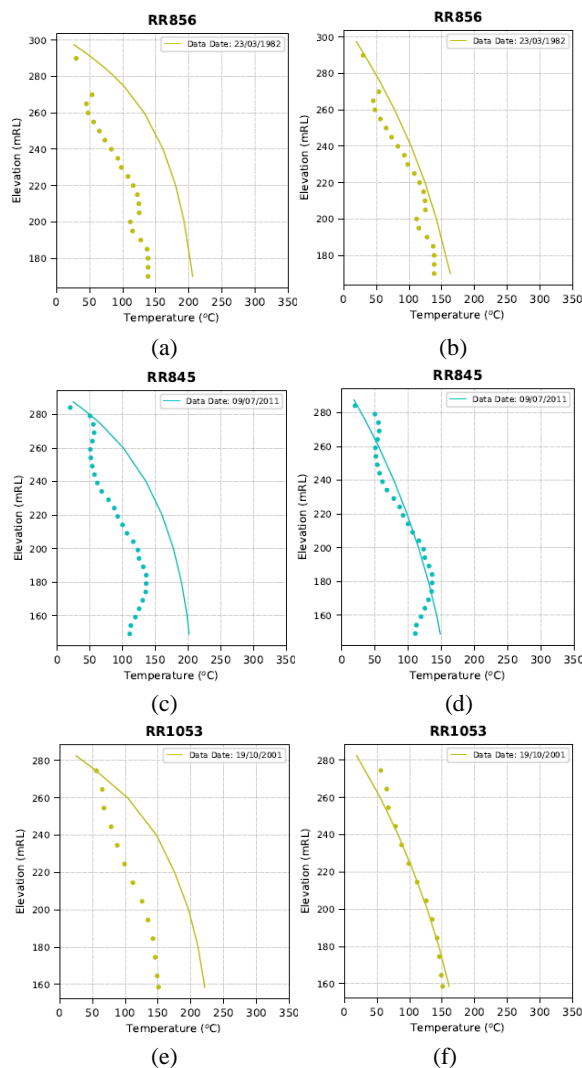 RR856
Data Date: 23/03/1982
300
280
260
240
220
200
180
Elevation (mRL)
0 50 100 150 200 250 300 350
Temperature (°C)
(a)
RR856
Data Date: 23/03/1982
300
280
260
240
220
200
180
Elevation (mRL)
0 50 100 150 200 250 300 350
Temperature (°C)
(b)
RR845
Data Date: 09/07/2011
280
260
240
220
200
180
160
Elevation (mRL)
0 50 100 150 200 250 300 350
Temperature (°C)
(c)
RR845
Data Date: 09/07/2011
280
260
240
220
200
180
160
Elevation (mRL)
0 50 100 150 200 250 300 350
Temperature (°C)
(d)
RR1053
Data Date: 19/10/2001
280
260
240
220
200
180
160
Elevation (mRL)
0 50 100 150 200 250 300 350
Temperature (°C)
(e)
RR1053
Data Date: 19/10/2001
280
260
240
220
200
180
160
Elevation (mRL)
0 50 100 150 200 250 300 350
Temperature (°C)
(f)